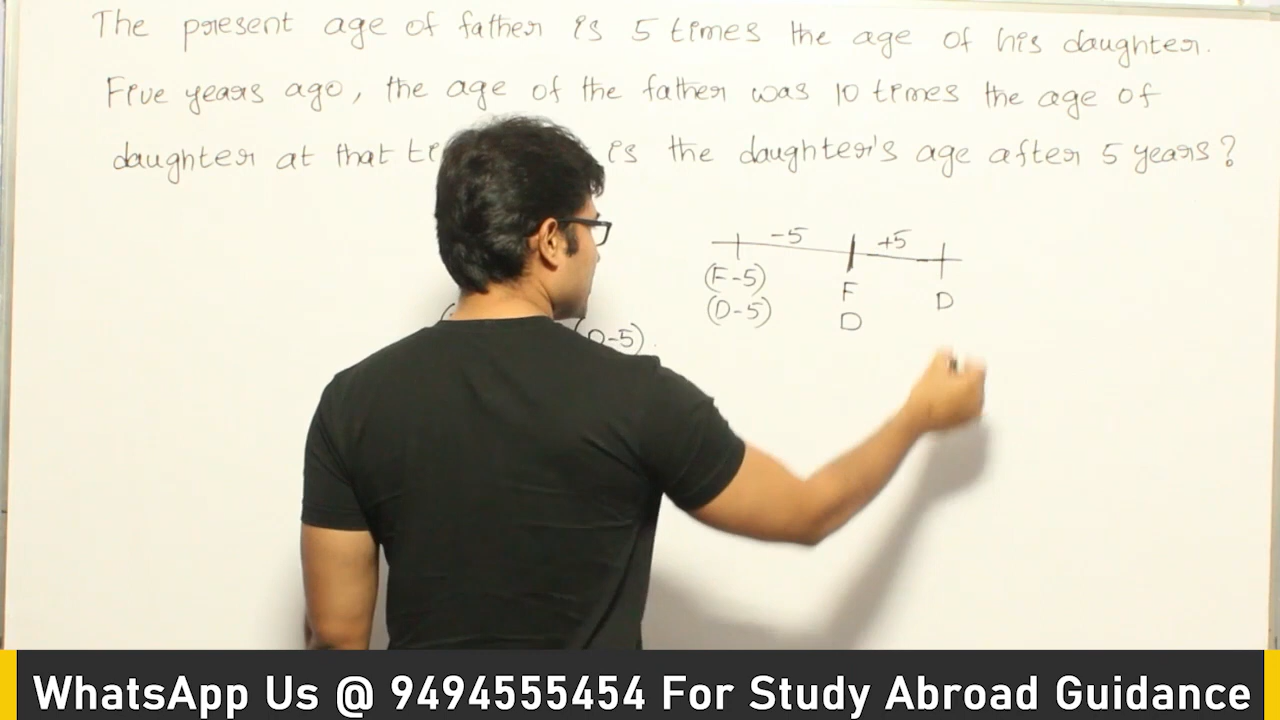 The present age of father is 5 times the age of his daughter.
Five years ago, the age of the father was 10 times the age of
daughter at that is the daughter's age after 5 years?
-5 +5
(F-5) F D
(D-5) D
(D-5)
WhatsApp Us @ 9494555454 For Study Abroad Guidance